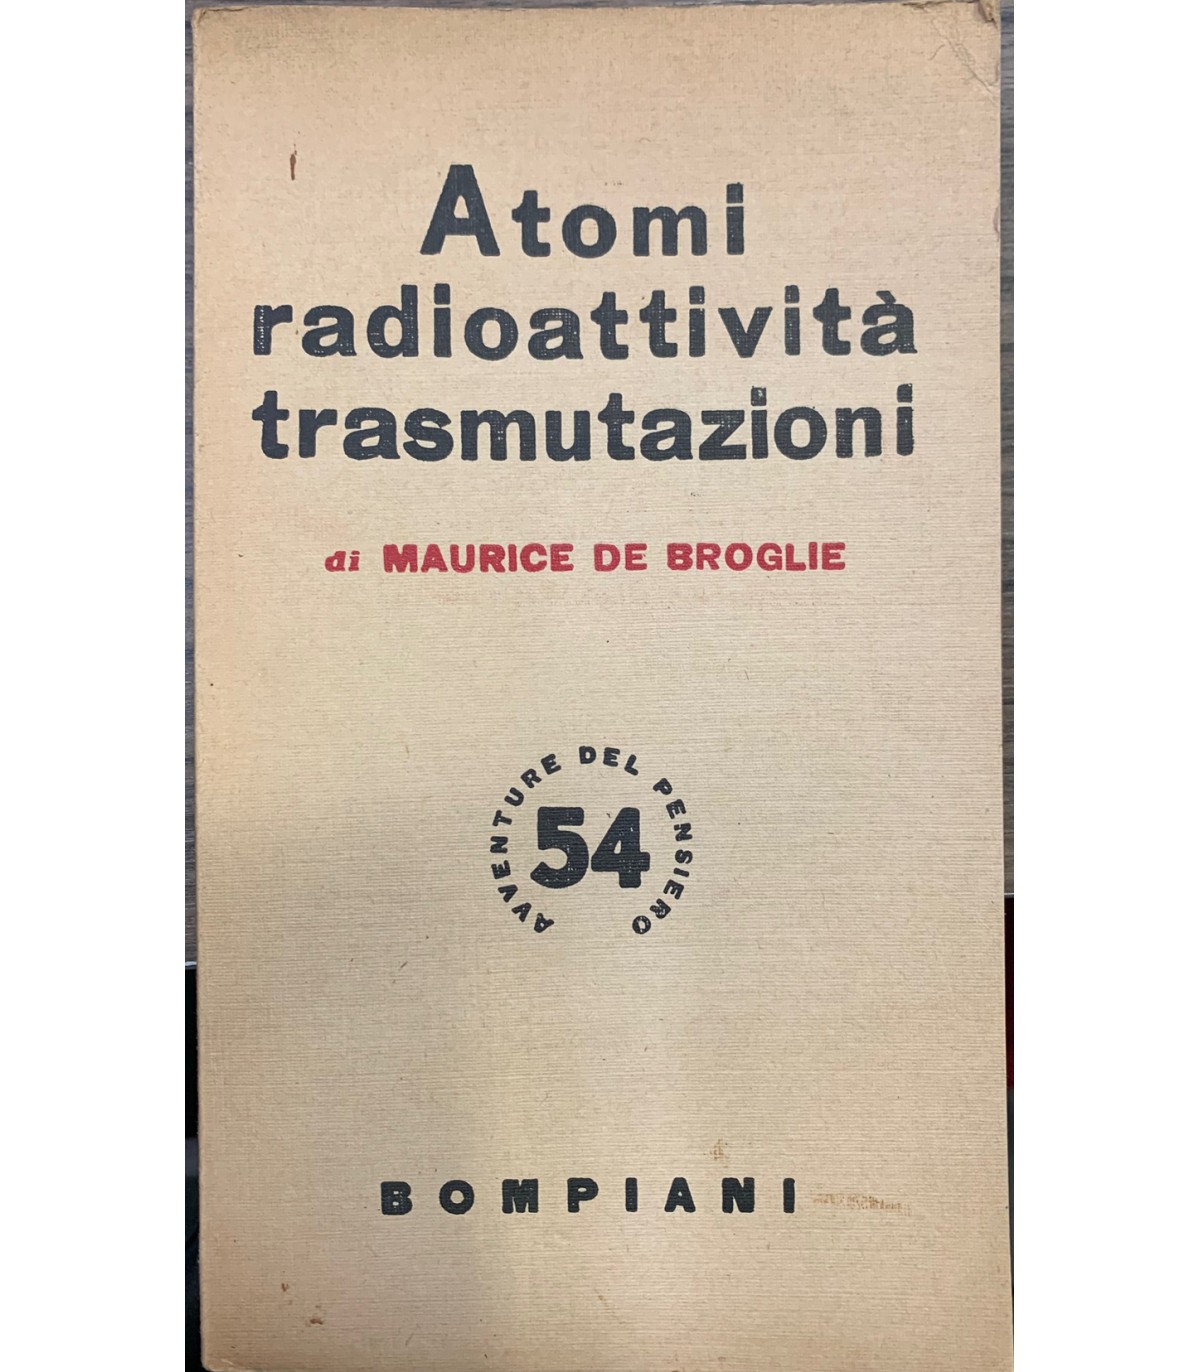 Atomi
radioattività
trasmutazioni
di MAURICE DE BROGLIE
AVVENTURE DEL PENSIERO
54
BOMPIANI